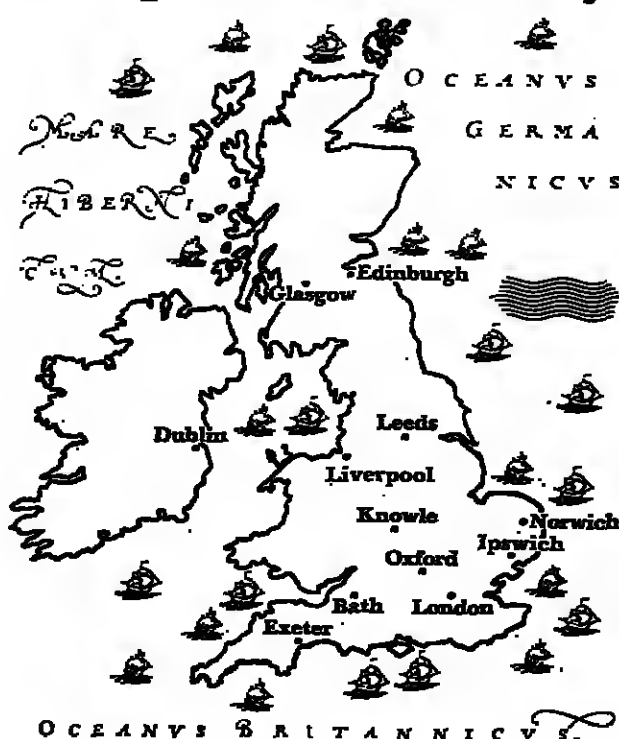 OCEANVS
MARE
GERMA
HIBERNI
NICVS
Edinburgh
Glasgow
Dublin
Leeds
Liverpool
Knowle
Norwich
Ipswich
Oxford
Bath
London
Exeter
OCEANVS BRITANNICVS.